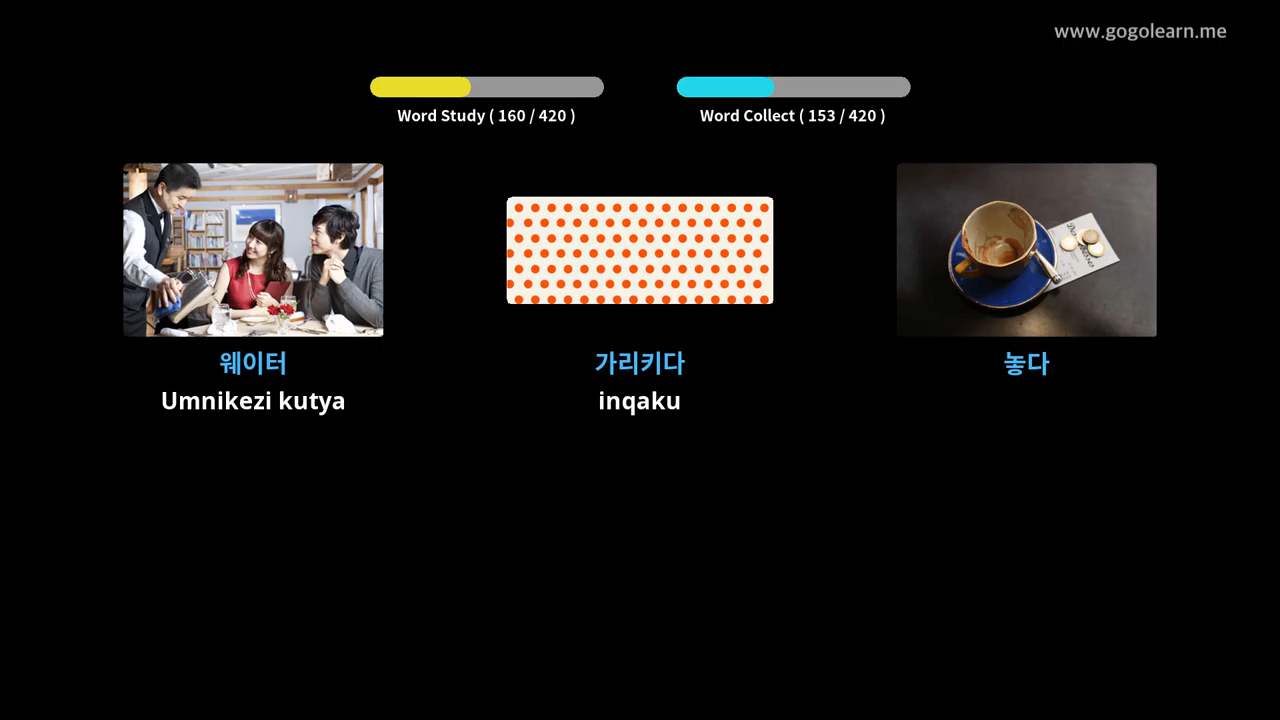 www.gogolearn.me
Word Study ( 160 / 420 )
Word Collect ( 153 / 420 )
웨이터
가리키다
놓다
Umnikezi kutya
inqaku